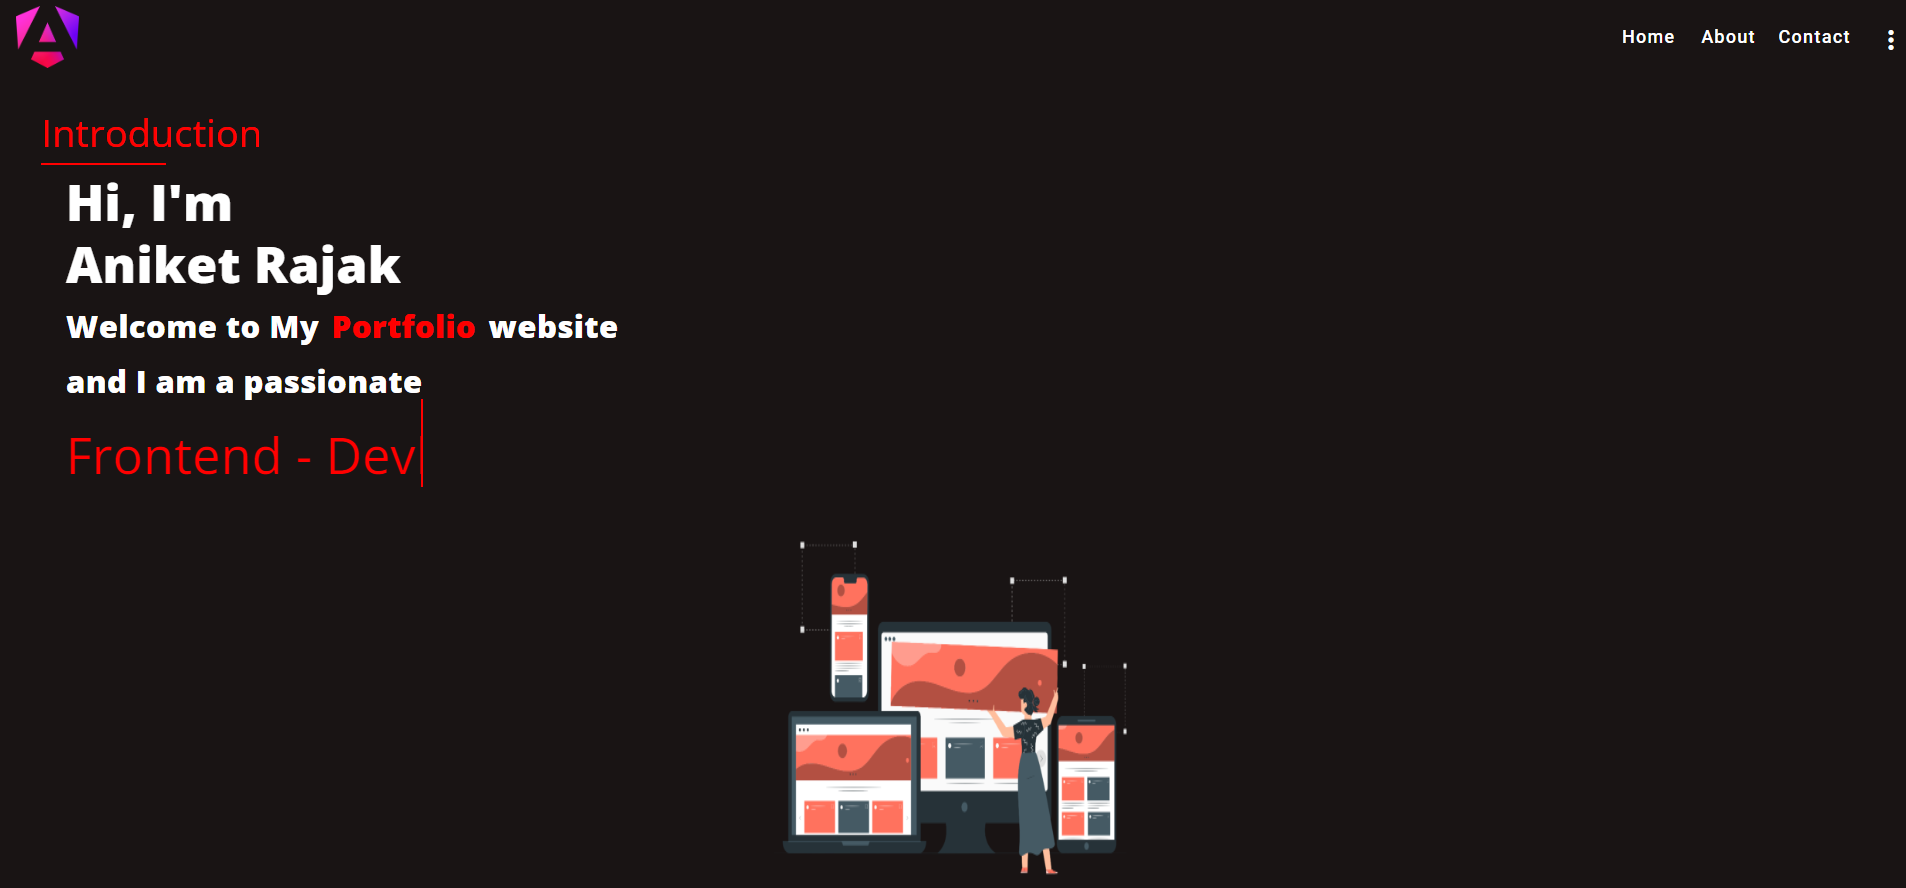 Home About Contact
Introduction
Hi, I'm
Aniket Rajak
Welcome to My Portfolio website
and I am a passionate
Frontend - Dev